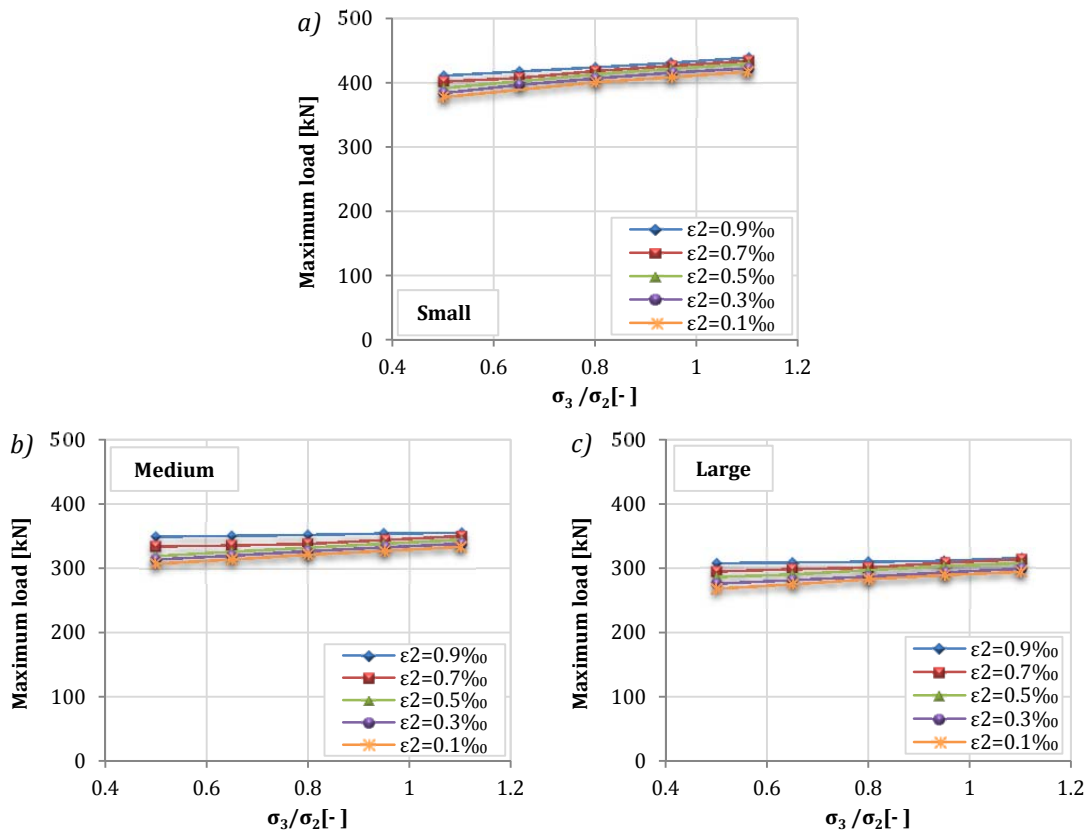 a)
500
400
300
200
100
0
Maximum load [kN]
Small
ε2=0.9‰
ε2=0.7‰
ε2=0.5‰
ε2=0.3‰
ε2=0.1‰
0.4 0.6 0.8 1 1.2
σ3 /σ2[- ]
b)
500
400
300
200
100
0
Maximum load [kN]
Medium
ε2=0.9‰
ε2=0.7‰
ε2=0.5‰
ε2=0.3‰
ε2=0.1‰
0.4 0.6 0.8 1 1.2
σ3/σ2[- ]
c)
500
400
300
200
100
0
Maximum load [kN]
Large
ε2=0.9‰
ε2=0.7‰
ε2=0.5‰
ε2=0.3‰
ε2=0.1‰
0.4 0.6 0.8 1 1.2
σ3/σ2[- ]